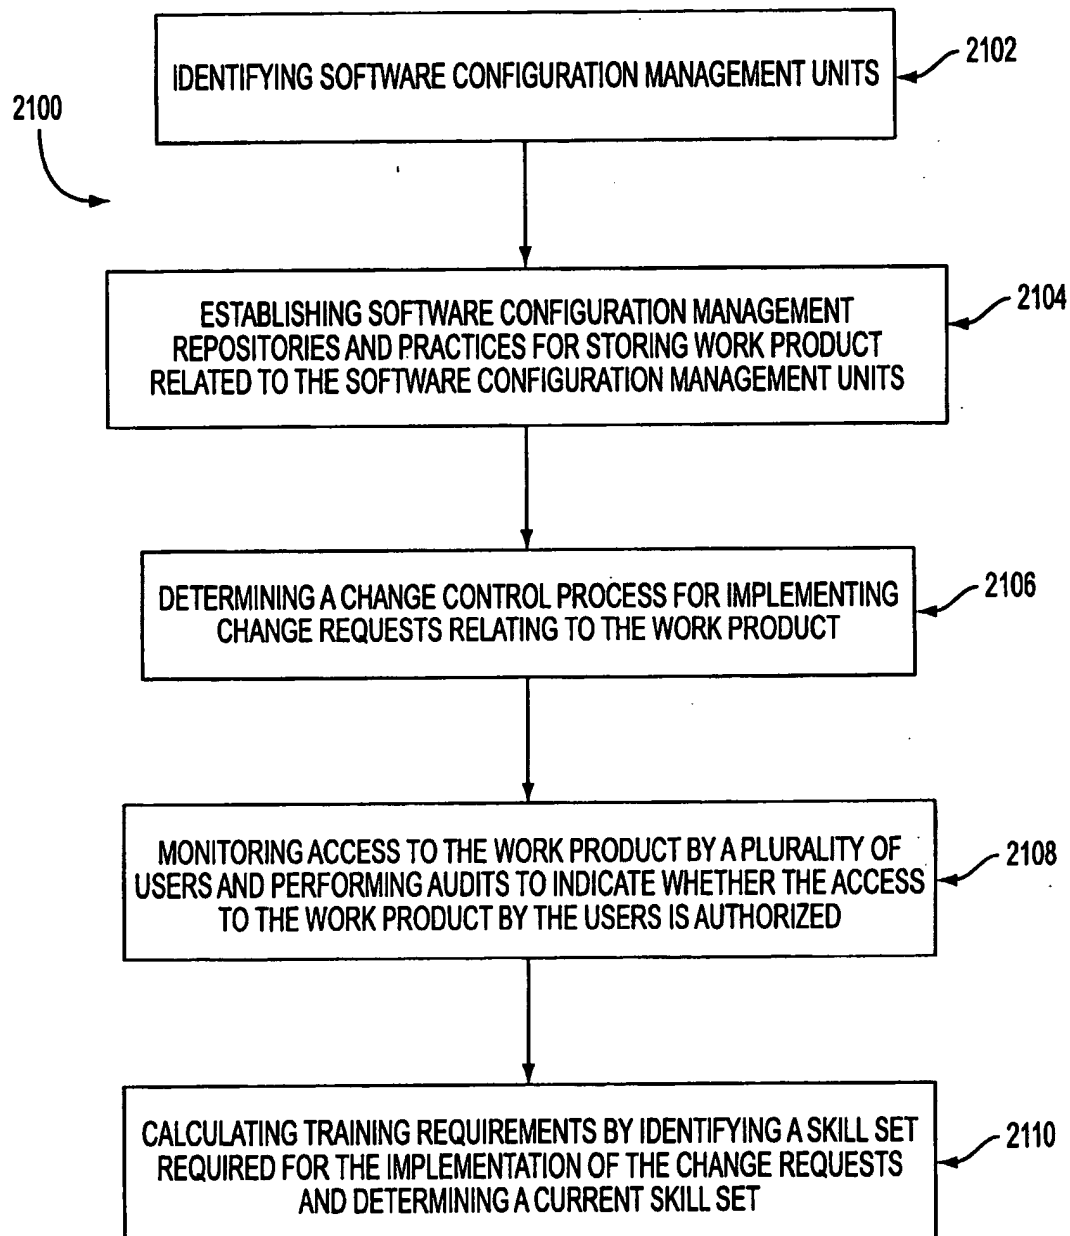 IDENTIFYING SOFTWARE CONFIGURATION MANAGEMENT UNITS
2102
2100
ESTABLISHING SOFTWARE CONFIGURATION MANAGEMENT
REPOSITORIES AND PRACTICES FOR STORING WORK PRODUCT
RELATED TO THE SOFTWARE CONFIGURATION MANAGEMENT UNITS
2104
DETERMINING A CHANGE CONTROL PROCESS FOR IMPLEMENTING
CHANGE REQUESTS RELATING TO THE WORK PRODUCT
2106
MONITORING ACCESS TO THE WORK PRODUCT BY A PLURALITY OF
USERS AND PERFORMING AUDITS TO INDICATE WHETHER THE ACCESS
TO THE WORK PRODUCT BY THE USERS IS AUTHORIZED
2108
CALCULATING TRAINING REQUIREMENTS BY IDENTIFYING A SKILL SET
REQUIRED FOR THE IMPLEMENTATION OF THE CHANGE REQUESTS
AND DETERMINING A CURRENT SKILL SET
2110